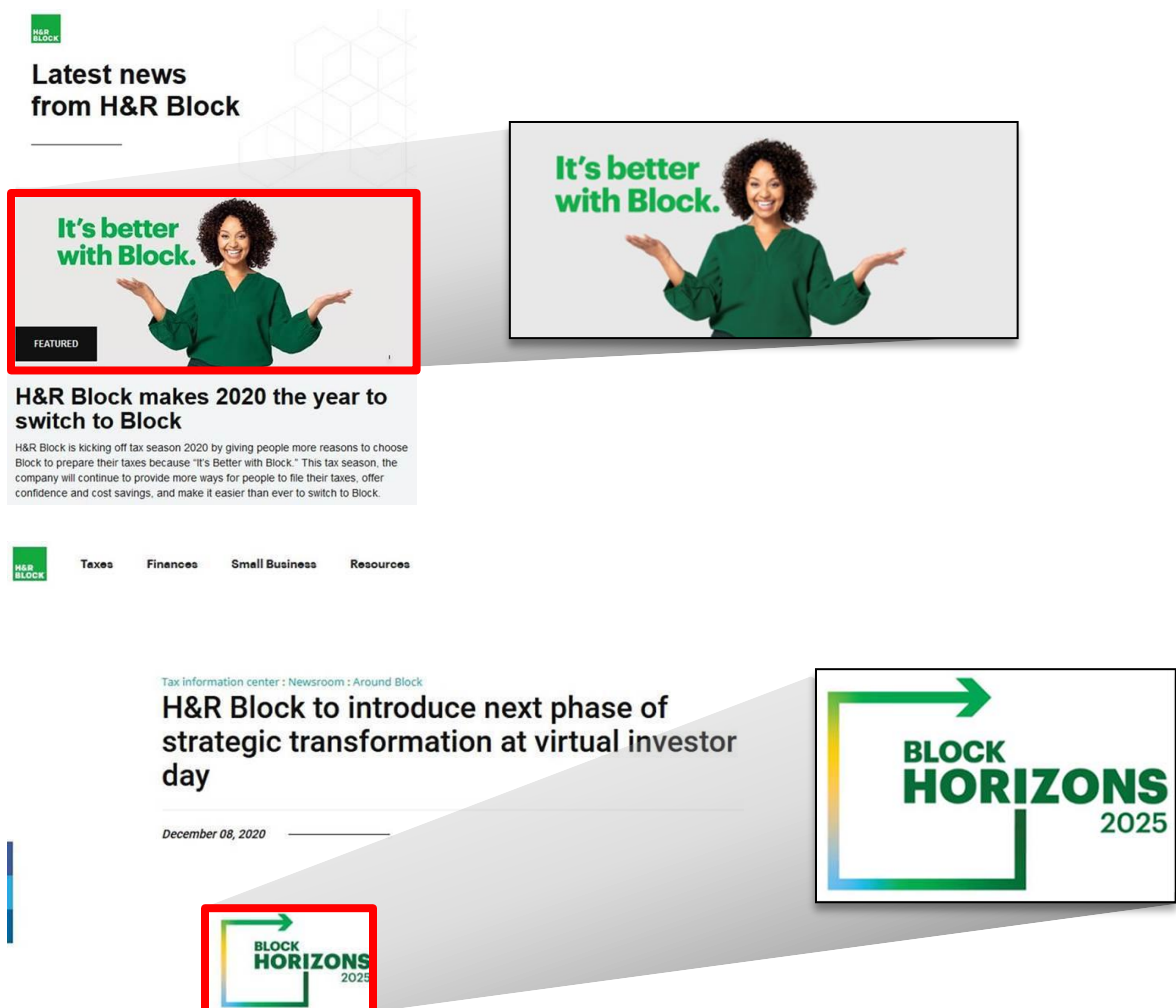 H&R
BLOCK
Latest news
from H&R Block
It's better
with Block.
FEATURED
It's better
with Block.
H&R Block makes 2020 the year to
switch to Block
H&R Block is kicking off tax season 2020 by giving people more reasons to choose
Block to prepare their taxes because “It's Better with Block.” This tax season, the
company will continue to provide more ways for people to file their taxes, offer
confidence and cost savings, and make it easier than ever to switch to Block.
H&R
BLOCK
Taxes Finances Small Business Resources
Tax information center : Newsroom : Around Block
H&R Block to introduce next phase of
strategic transformation at virtual investor
day
December 08, 2020
BLOCK
HORIZONS
2025
BLOCK
HORIZONS
2025